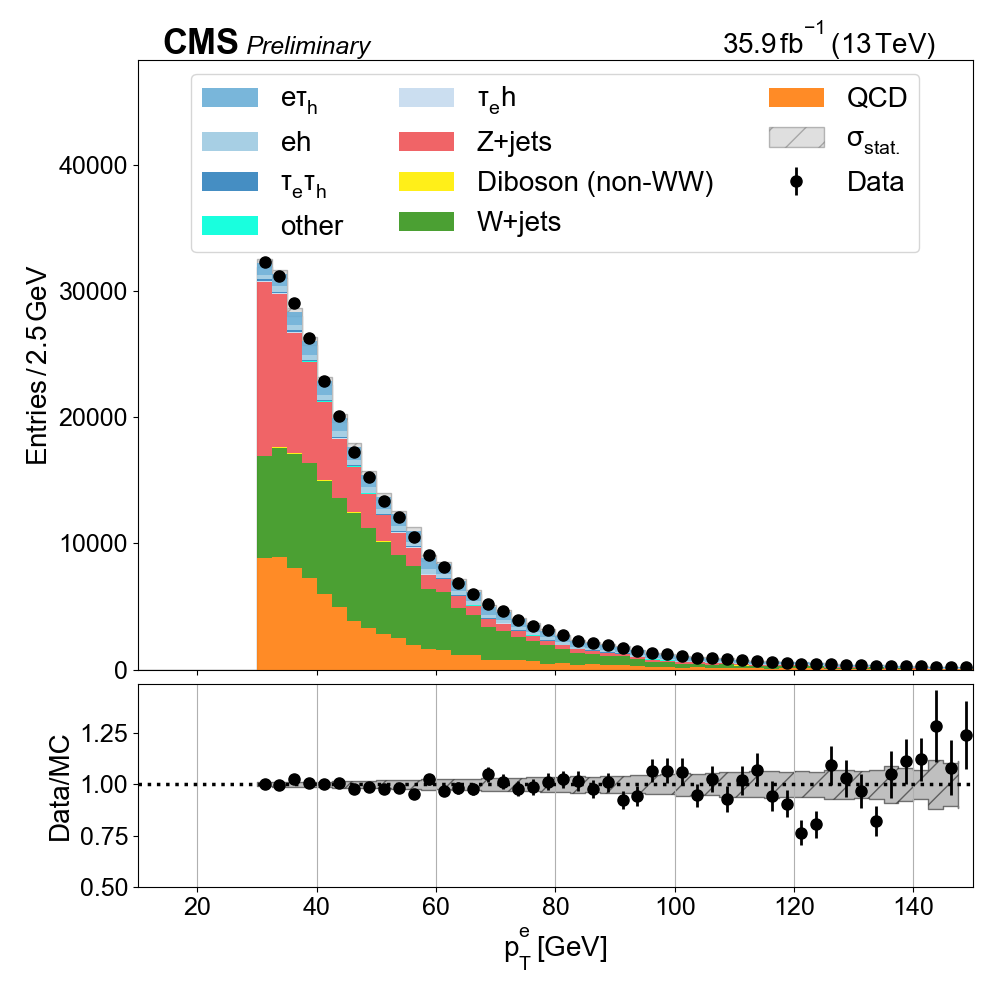 CMS Preliminary 35.9 fb⁻¹ (13 TeV)
eτh τeh QCD
eh Z+jets σstat.
τeτh Diboson (non-WW) Data
other W+jets
Entries / 2.5 GeV
40000
30000
20000
10000
0
Data/MC
1.25
1.00
0.75
0.50
20 40 60 80 100 120 140
pTe [GeV]